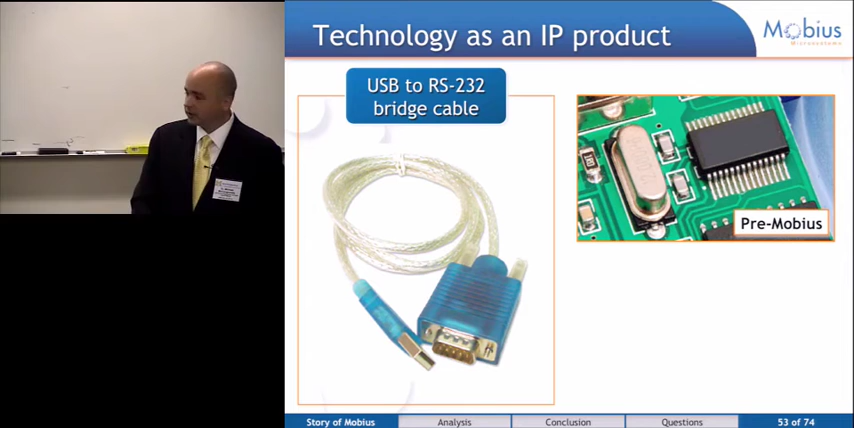 Technology as an IP product
Mobius
Microsystems
USB to RS-232
bridge cable
Pre-Mobius
Story of Mobius
Analysis
Conclusion
Questions
53 of 74